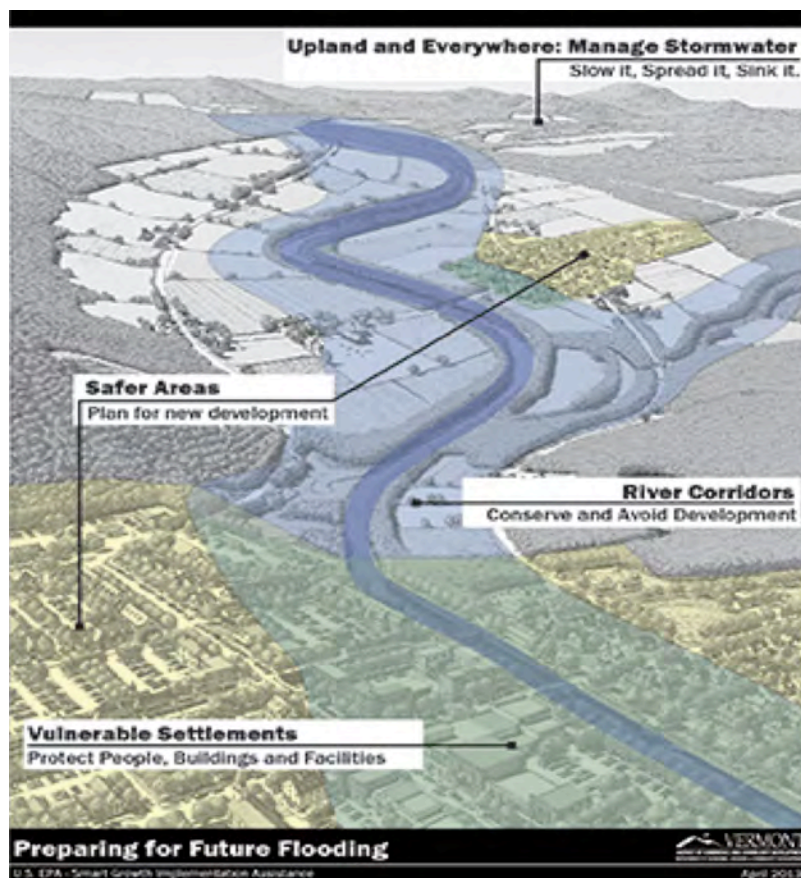 Upland and Everywhere: Manage Stormwater
Slow it, Spread it, Sink it.
Safer Areas
Plan for new development
River Corridors
Conserve and Avoid Development
Vulnerable Settlements
Protect People, Buildings and Facilities
Preparing for Future Flooding
VERMONT
U.S. EPA - Smart Growth Implementation Assistance
April 2013